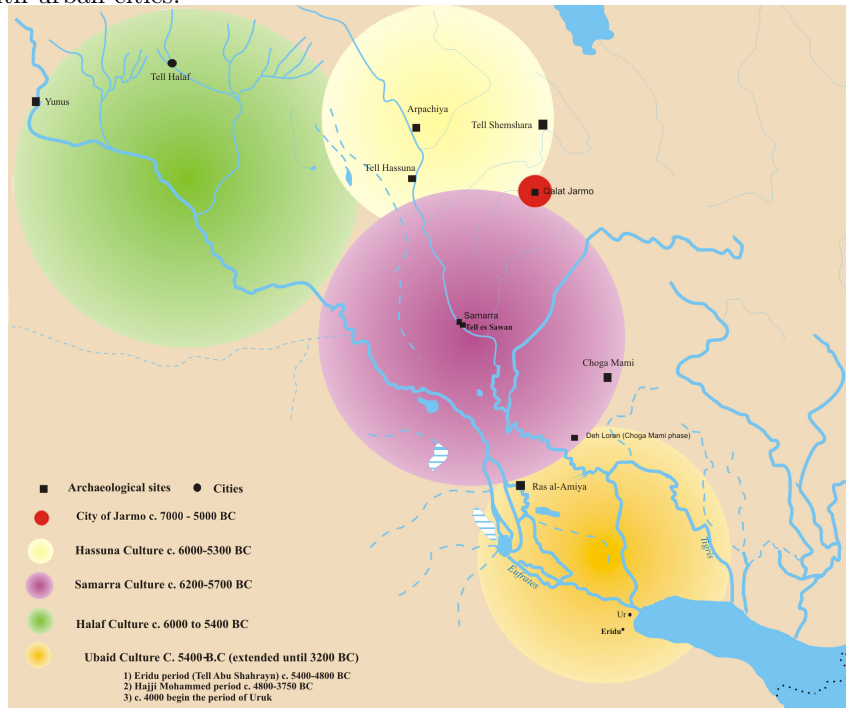 ith urban cities.
Tell Halaf
Yunus
Arpachiya
Tell Shemshara
Tell Hassuna
Qalat Jarmo
Samarra
Tell es Sawan
Choga Mami
Deh Loran (Choga Mami phase)
Ras al-Amiya
Tigris
Eufrates
Ur
Eridu
Archaeological sites
Cities
City of Jarmo c. 7000 - 5000 BC
Hassuna Culture c. 6000-5300 BC
Samarra Culture c. 6200-5700 BC
Halaf Culture c. 6000 to 5400 BC
Ubaid Culture C. 5400-B.C (extended until 3200 BC)
1) Eridu period (Tell Abu Shahrayn) c. 5400-4800 BC
2) Hajji Mohammed period c. 4800-3750 BC
3) c. 4000 begin the period of Uruk